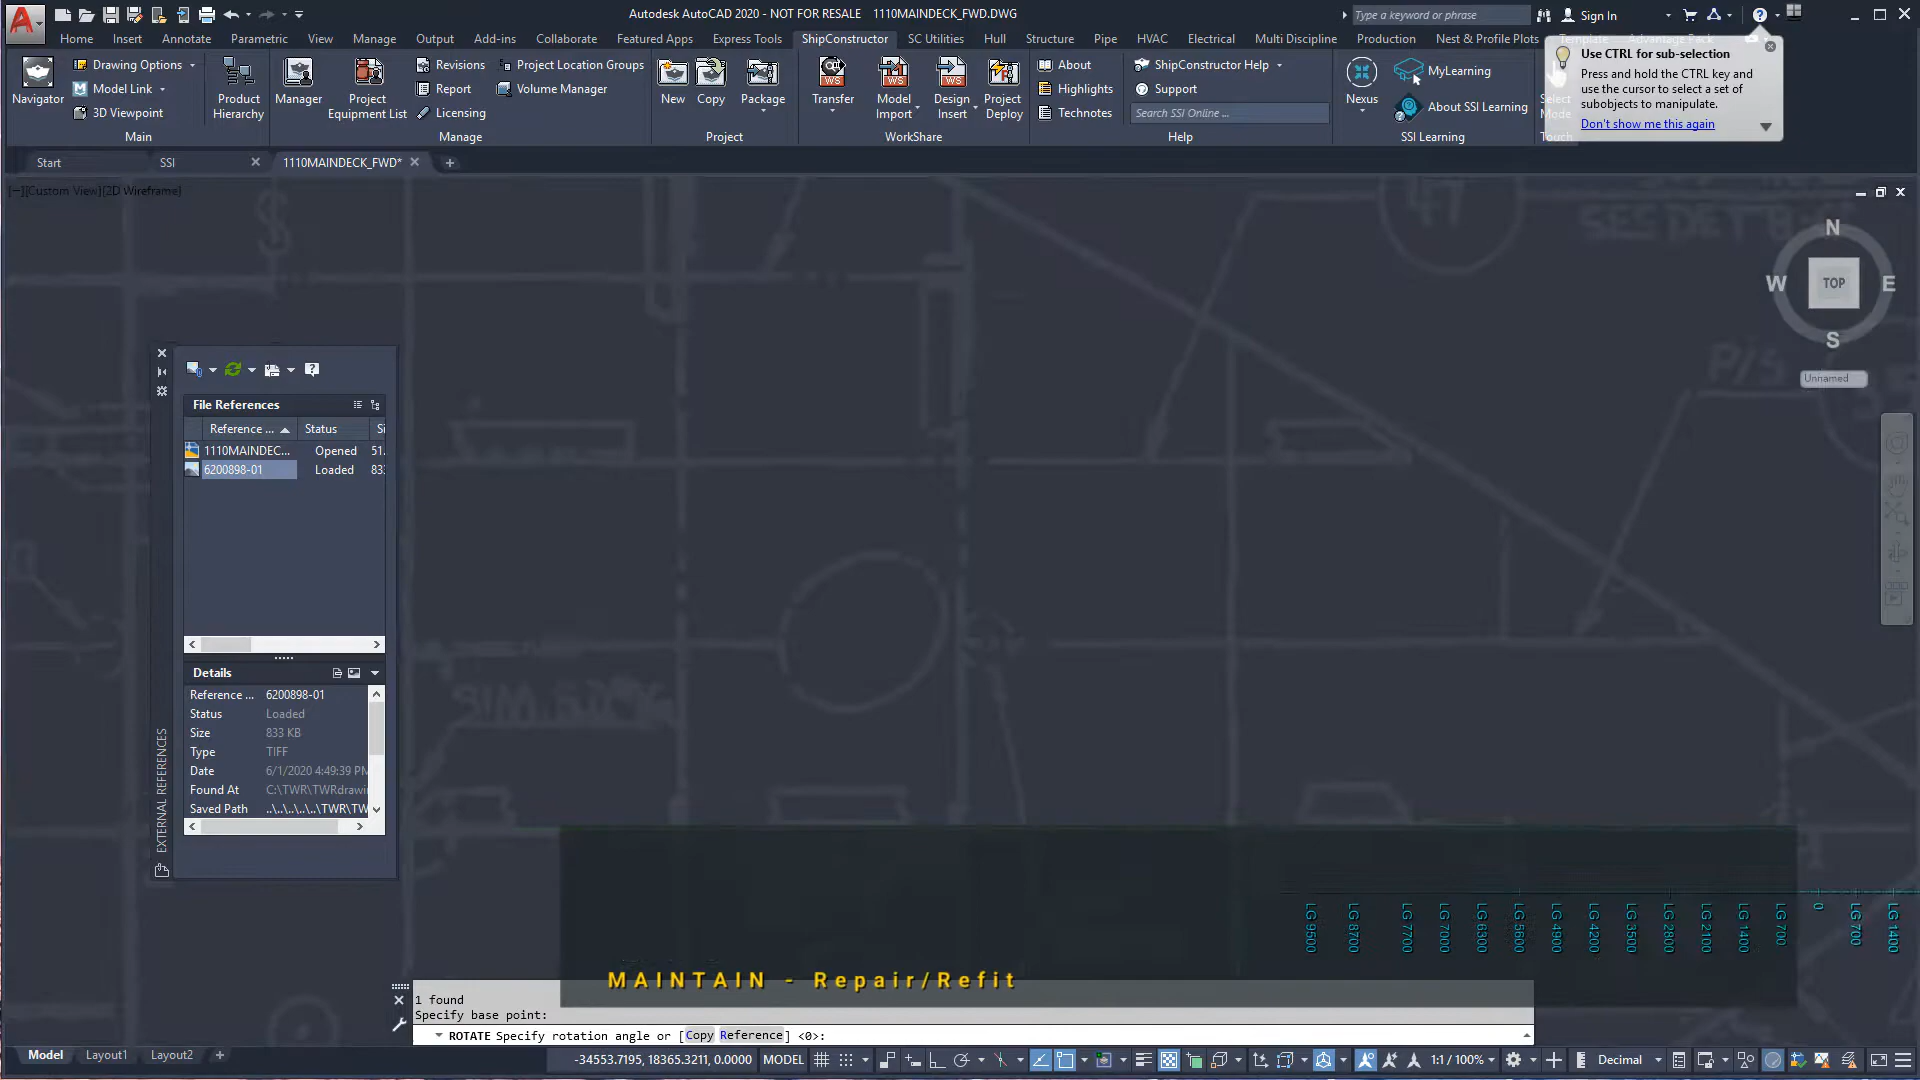 Autodesk AutoCAD 2020 - NOT FOR RESALE 1110MAINDECK_FWD.DWG
Type a keyword or phrase
Sign In
Home Insert Annotate Parametric View Manage Output Add-ins Collaborate Featured Apps Express Tools ShipConstructor SC Utilities Hull Structure Pipe HVAC Electrical Multi Discipline Production Nest & Profile Plots
Navigator
Drawing Options
Model Link
3D Viewpoint
Main
Product Hierarchy
Manager
Project Equipment List
Revisions
Report
Licensing
Project Location Groups
Volume Manager
Manage
New
Copy
Package
Project
Transfer
Model Import
Design Insert
Project Deploy
WorkShare
About
Highlights
Technotes
ShipConstructor Help
Support
Search SSI Online ...
Help
Nexus
MyLearning
About SSI Learning
SSI Learning
Select Mode
Touch
Use CTRL for sub-selection
Press and hold the CTRL key and
use the cursor to select a set of
subobjects to manipulate.
Don't show me this again
Start
SSI
1110MAINDECK_FWD*
[−][Custom View][2D Wireframe]
47
P/S
N
W TOP E
S
Unnamed
File References
Reference ... Status Si
1110MAINDEC... Opened 51.
6200898-01 Loaded 833
Details
Reference ... 6200898-01
Status Loaded
Size 833 KB
Type TIFF
Date 6/1/2020 4:49:39 PM
Found At C:\TWR\TWRdrawin
Saved Path ..\..\..\..\..\TWR\TW
EXTERNAL REFERENCES
LG 9500
LG 8700
LG 7700
LG 7000
LG 6300
LG 5600
LG 4900
LG 4200
LG 3500
LG 2800
LG 2100
LG 1400
LG 700
0
LG 700
LG 1400
MAINTAIN - Repair/Refit
1 found
Specify base point:
ROTATE Specify rotation angle or [Copy Reference] <0>:
Model Layout1 Layout2
-34553.7195, 18365.3211, 0.0000 MODEL
1:1 / 100%
Decimal